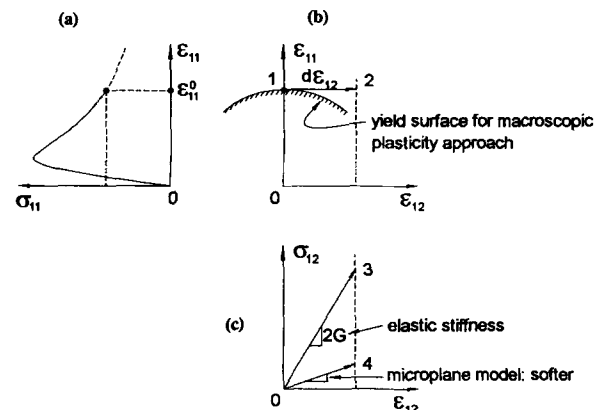 (a)
ε11
ε⁰11
σ11
0
(b)
ε11
1
dε12
2
yield surface for macroscopic
plasticity approach
0
ε12
(c)
σ12
3
2G
elastic stiffness
4
microplane model: softer
0
ε12